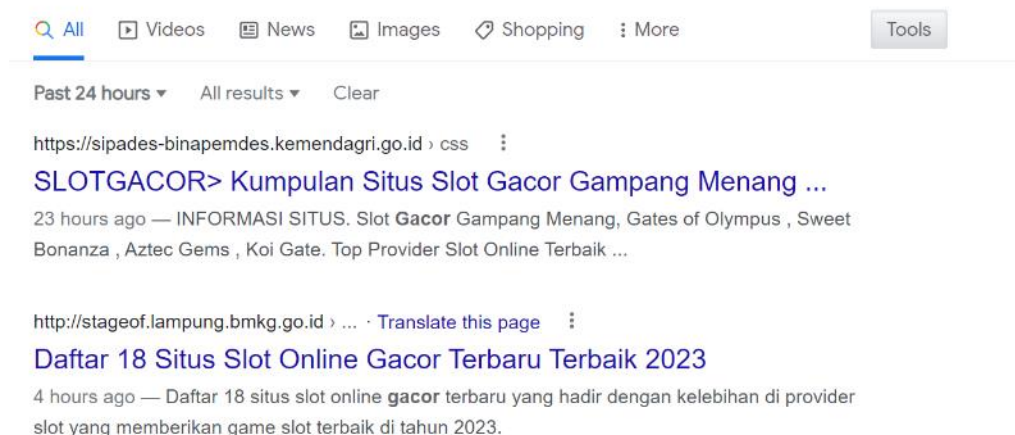 All Videos News Images Shopping More Tools
Past 24 hours All results Clear
https://sipades-binapemdes.kemendagri.go.id › css
SLOTGACOR> Kumpulan Situs Slot Gacor Gampang Menang ...
23 hours ago — INFORMASI SITUS. Slot Gacor Gampang Menang, Gates of Olympus , Sweet
Bonanza , Aztec Gems , Koi Gate. Top Provider Slot Online Terbaik ...
http://stageof.lampung.bmkg.go.id › ... · Translate this page
Daftar 18 Situs Slot Online Gacor Terbaru Terbaik 2023
4 hours ago — Daftar 18 situs slot online gacor terbaru yang hadir dengan kelebihan di provider
slot yang memberikan game slot terbaik di tahun 2023.